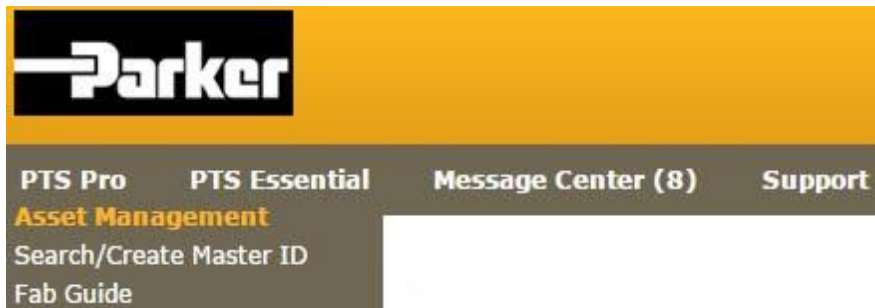 Parker
PTS Pro PTS Essential Message Center (8) Support
Asset Management
Search/Create Master ID
Fab Guide